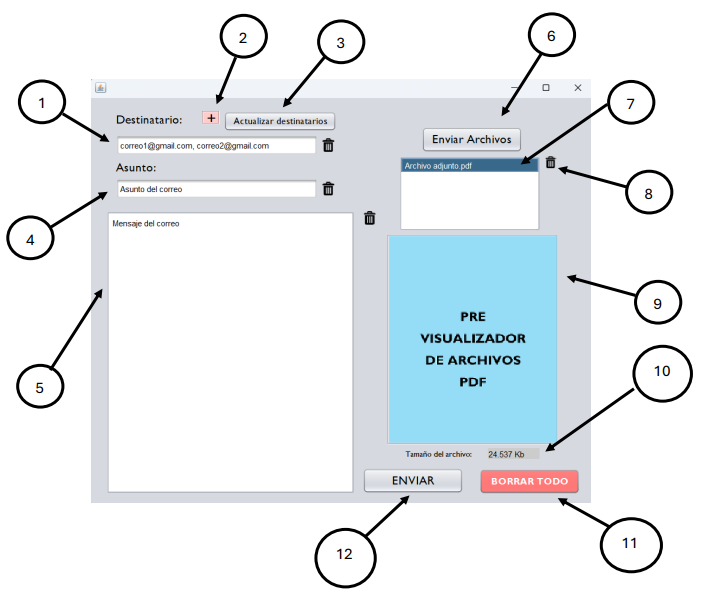 2
3
6
1
7
Destinatario:
+
Actualizar destinatarios
Enviar Archivos
correo1@gmail.com, correo2@gmail.com
Archivo adjunto.pdf
Asunto:
8
Asunto del correo
4
Mensaje del correo
9
PRE
VISUALIZADOR
DE ARCHIVOS
PDF
5
10
Tamaño del archivo:
24.537 Kb
ENVIAR
BORRAR TODO
12
11